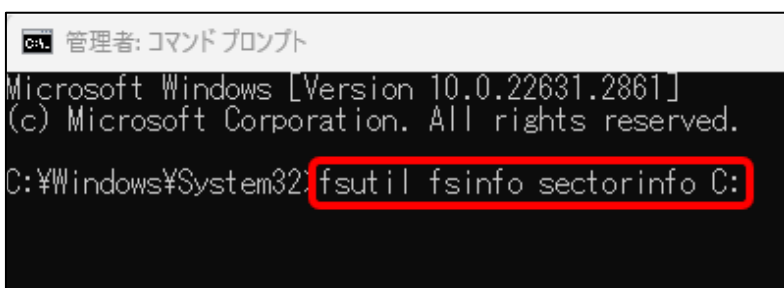 管理者: コマンド プロンプト
Microsoft Windows [Version 10.0.22631.2861]
(c) Microsoft Corporation. All rights reserved.
C:¥Windows¥System32>fsutil fsinfo sectorinfo C: